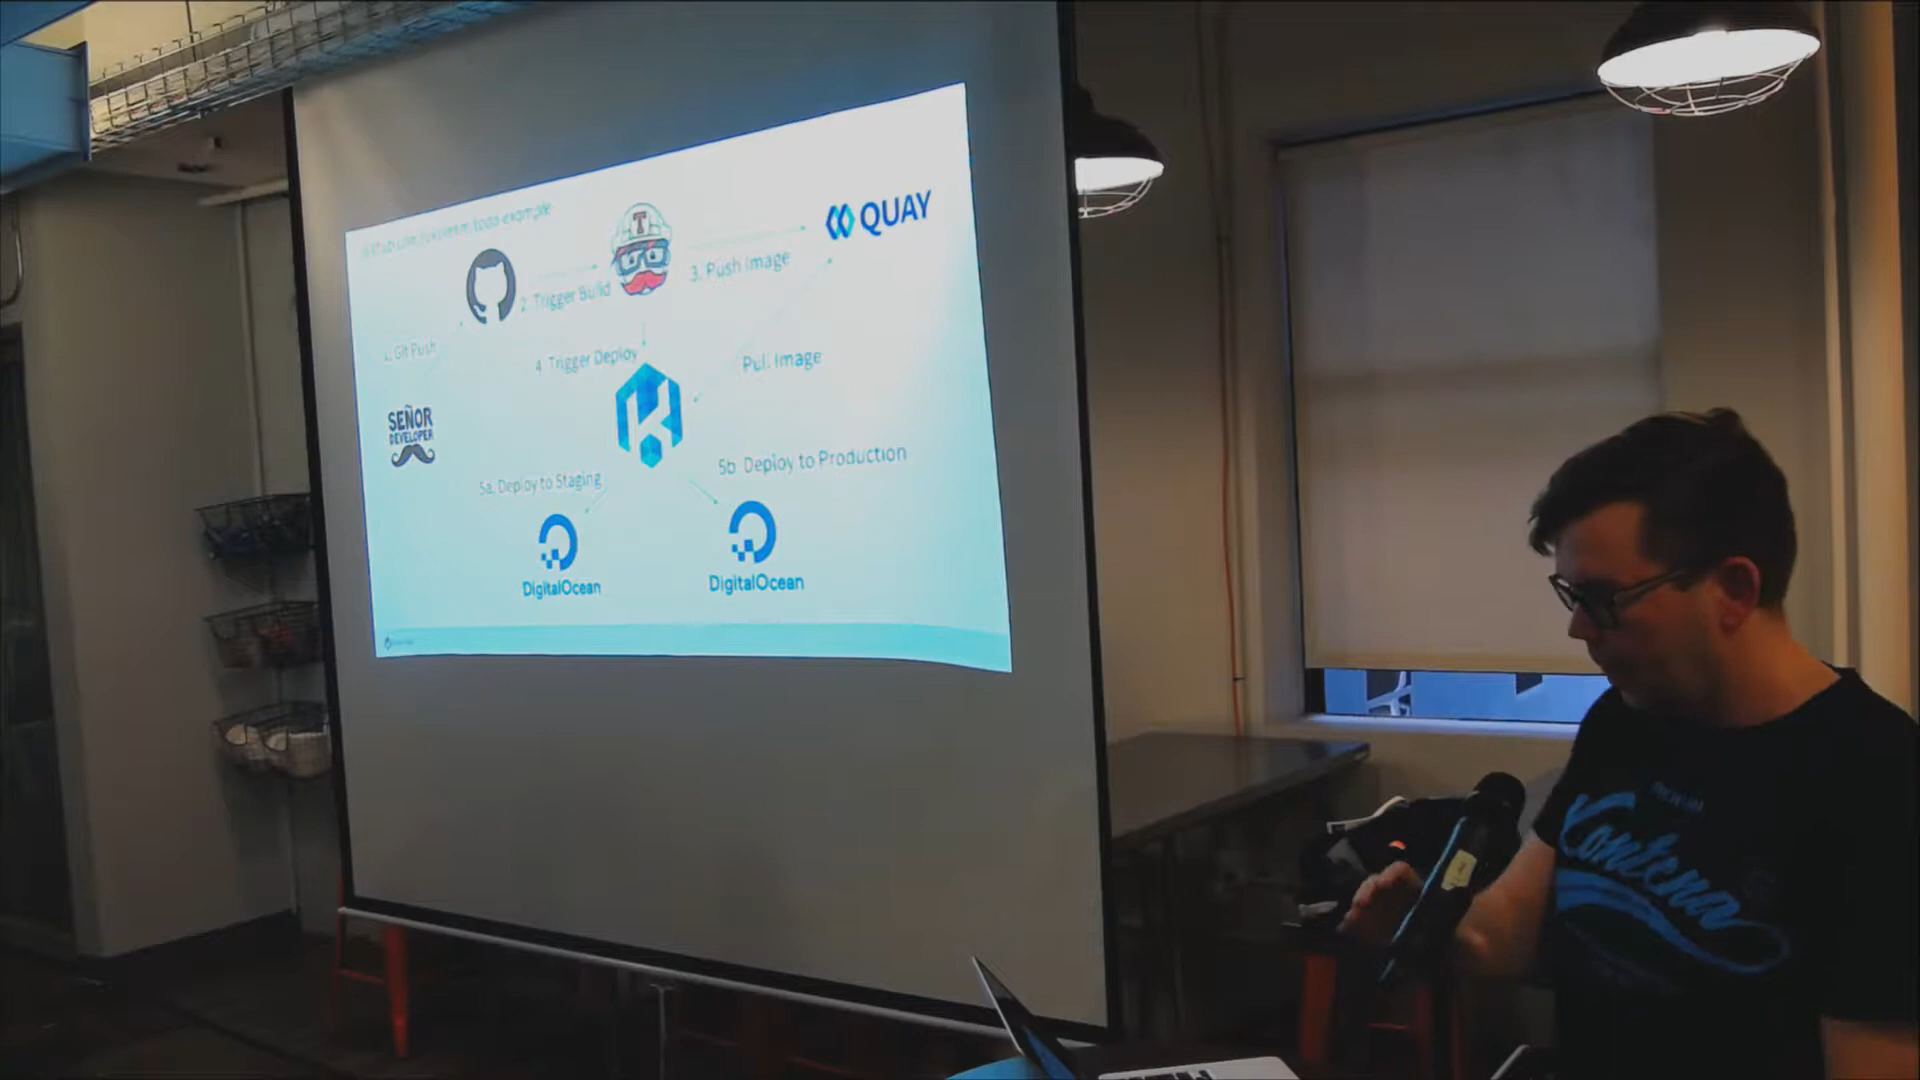 QUAY
3. Push Image
2. Trigger Build
1. Git Push
4. Trigger Deploy
Pull Image
SEÑOR
DEVELOPER
5a. Deploy to Staging
5b. Deploy to Production
DigitalOcean
DigitalOcean
Kontena